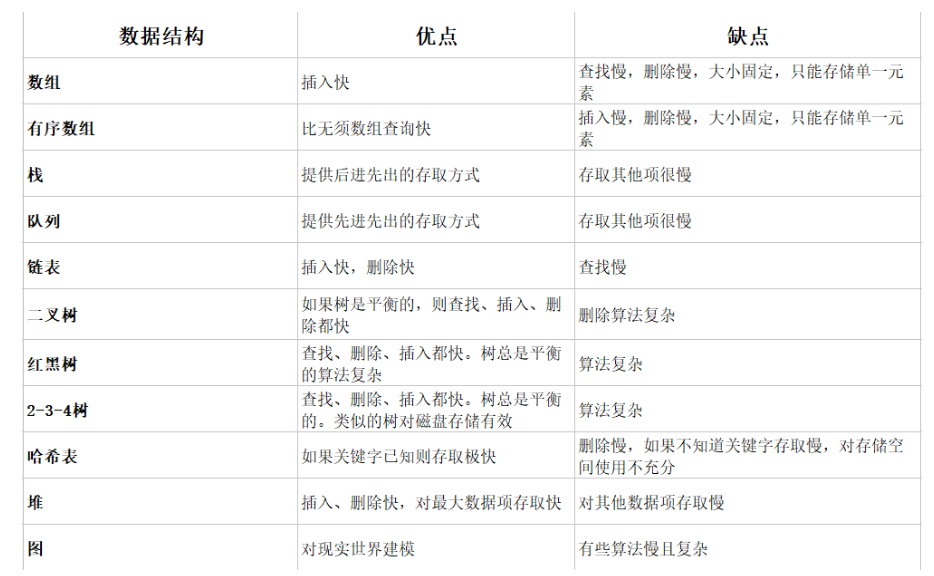 数据结构 优点 缺点
数组 插入快 查找慢，删除慢，大小固定，只能存储单一元
素
有序数组 比无须数组查询快 插入慢，删除慢，大小固定，只能存储单一元
素
栈 提供后进先出的存取方式 存取其他项很慢
队列 提供先进先出的存取方式 存取其他项很慢
链表 插入快，删除快 查找慢
二叉树 如果树是平衡的，则查找、插入、删
除都快 删除算法复杂
红黑树 查找、删除、插入都快。树总是平衡
的算法复杂 算法复杂
2-3-4树 查找、删除、插入都快。树总是平衡
的。类似的树对磁盘存储有效 算法复杂
哈希表 如果关键字已知则存取极快 删除慢，如果不知道关键字存取慢，对存储空
间使用不充分
堆 插入、删除快，对最大数据项存取快 对其他数据项存取慢
图 对现实世界建模 有些算法慢且复杂